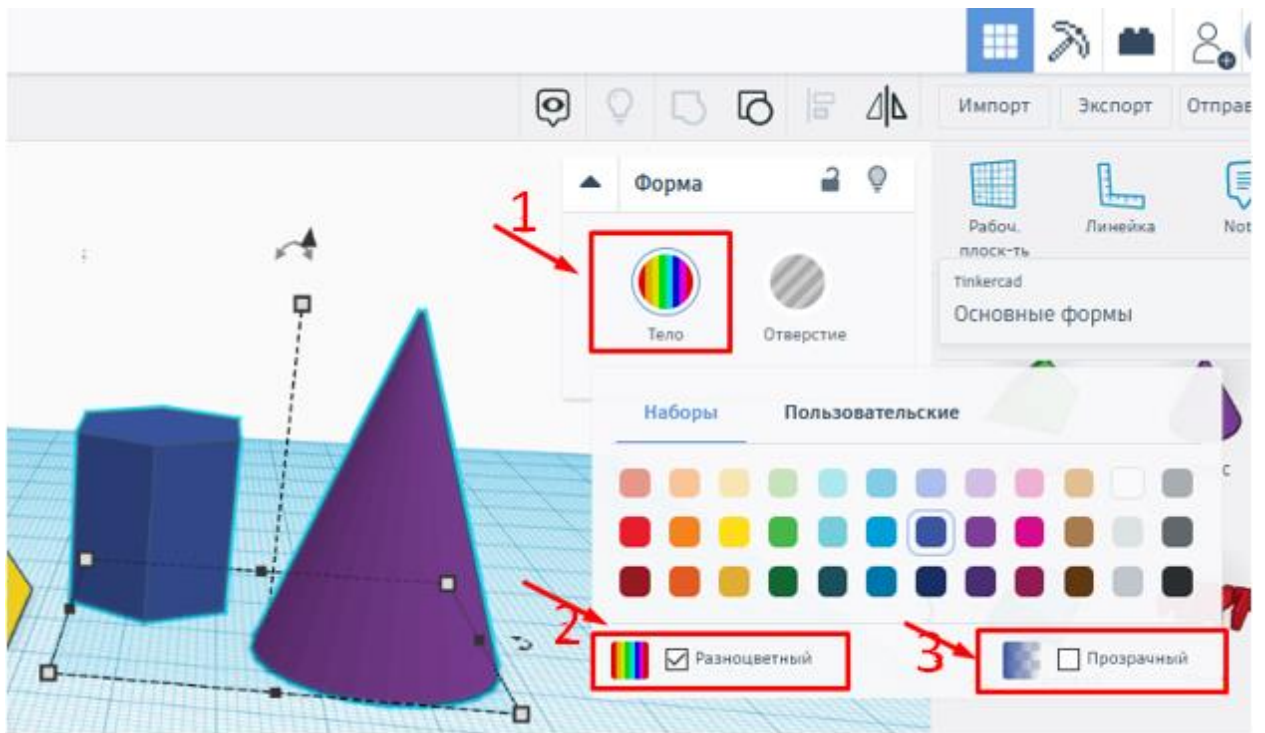 Импорт Экспорт Отправ
Форма
1
Рабоч.
плоск-ть
Линейка
Not
Tinkercad
Основные формы
Тело
Отверстие
Наборы
Пользовательские
с
2
Разноцветный
3
Прозрачный